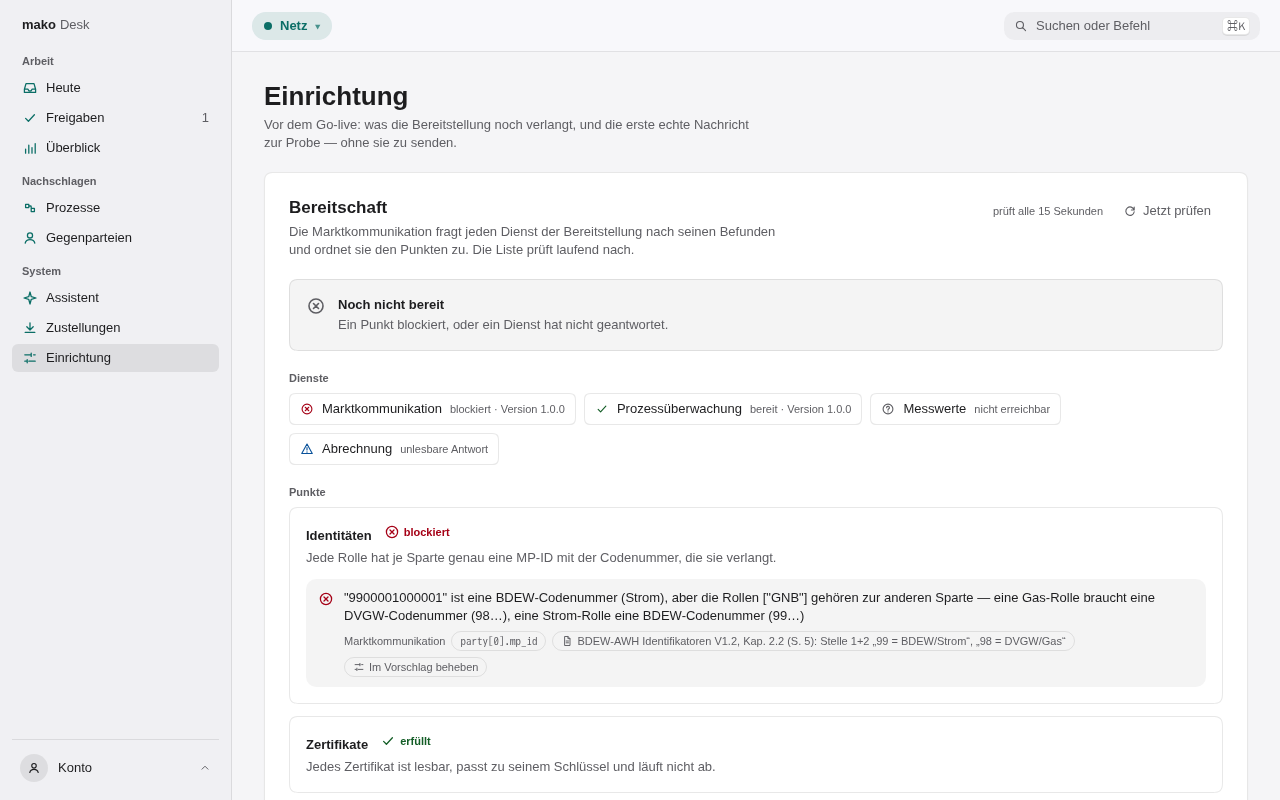 mako Desk
Netz
Suchen oder Befehl
⌘K
Arbeit
Heute
Freigaben 1
Überblick
Nachschlagen
Prozesse
Gegenparteien
System
Assistent
Zustellungen
Einrichtung
Konto
Einrichtung
Vor dem Go-live: was die Bereitstellung noch verlangt, und die erste echte Nachricht
zur Probe — ohne sie zu senden.
Bereitschaft
prüft alle 15 Sekunden
Jetzt prüfen
Die Marktkommunikation fragt jeden Dienst der Bereitstellung nach seinen Befunden
und ordnet sie den Punkten zu. Die Liste prüft laufend nach.
Noch nicht bereit
Ein Punkt blockiert, oder ein Dienst hat nicht geantwortet.
Dienste
Marktkommunikation blockiert · Version 1.0.0
Prozessüberwachung bereit · Version 1.0.0
Messwerte nicht erreichbar
Abrechnung unlesbare Antwort
Punkte
Identitäten blockiert
Jede Rolle hat je Sparte genau eine MP-ID mit der Codenummer, die sie verlangt.
"9900001000001" ist eine BDEW-Codenummer (Strom), aber die Rollen ["GNB"] gehören zur anderen Sparte — eine Gas-Rolle braucht eine
DVGW-Codenummer (98…), eine Strom-Rolle eine BDEW-Codenummer (99…)
Marktkommunikation party[0].mp_id BDEW-AWH Identifikatoren V1.2, Kap. 2.2 (S. 5): Stelle 1+2 „99 = BDEW/Strom“, „98 = DVGW/Gas“
Im Vorschlag beheben
Zertifikate erfüllt
Jedes Zertifikat ist lesbar, passt zu seinem Schlüssel und läuft nicht ab.